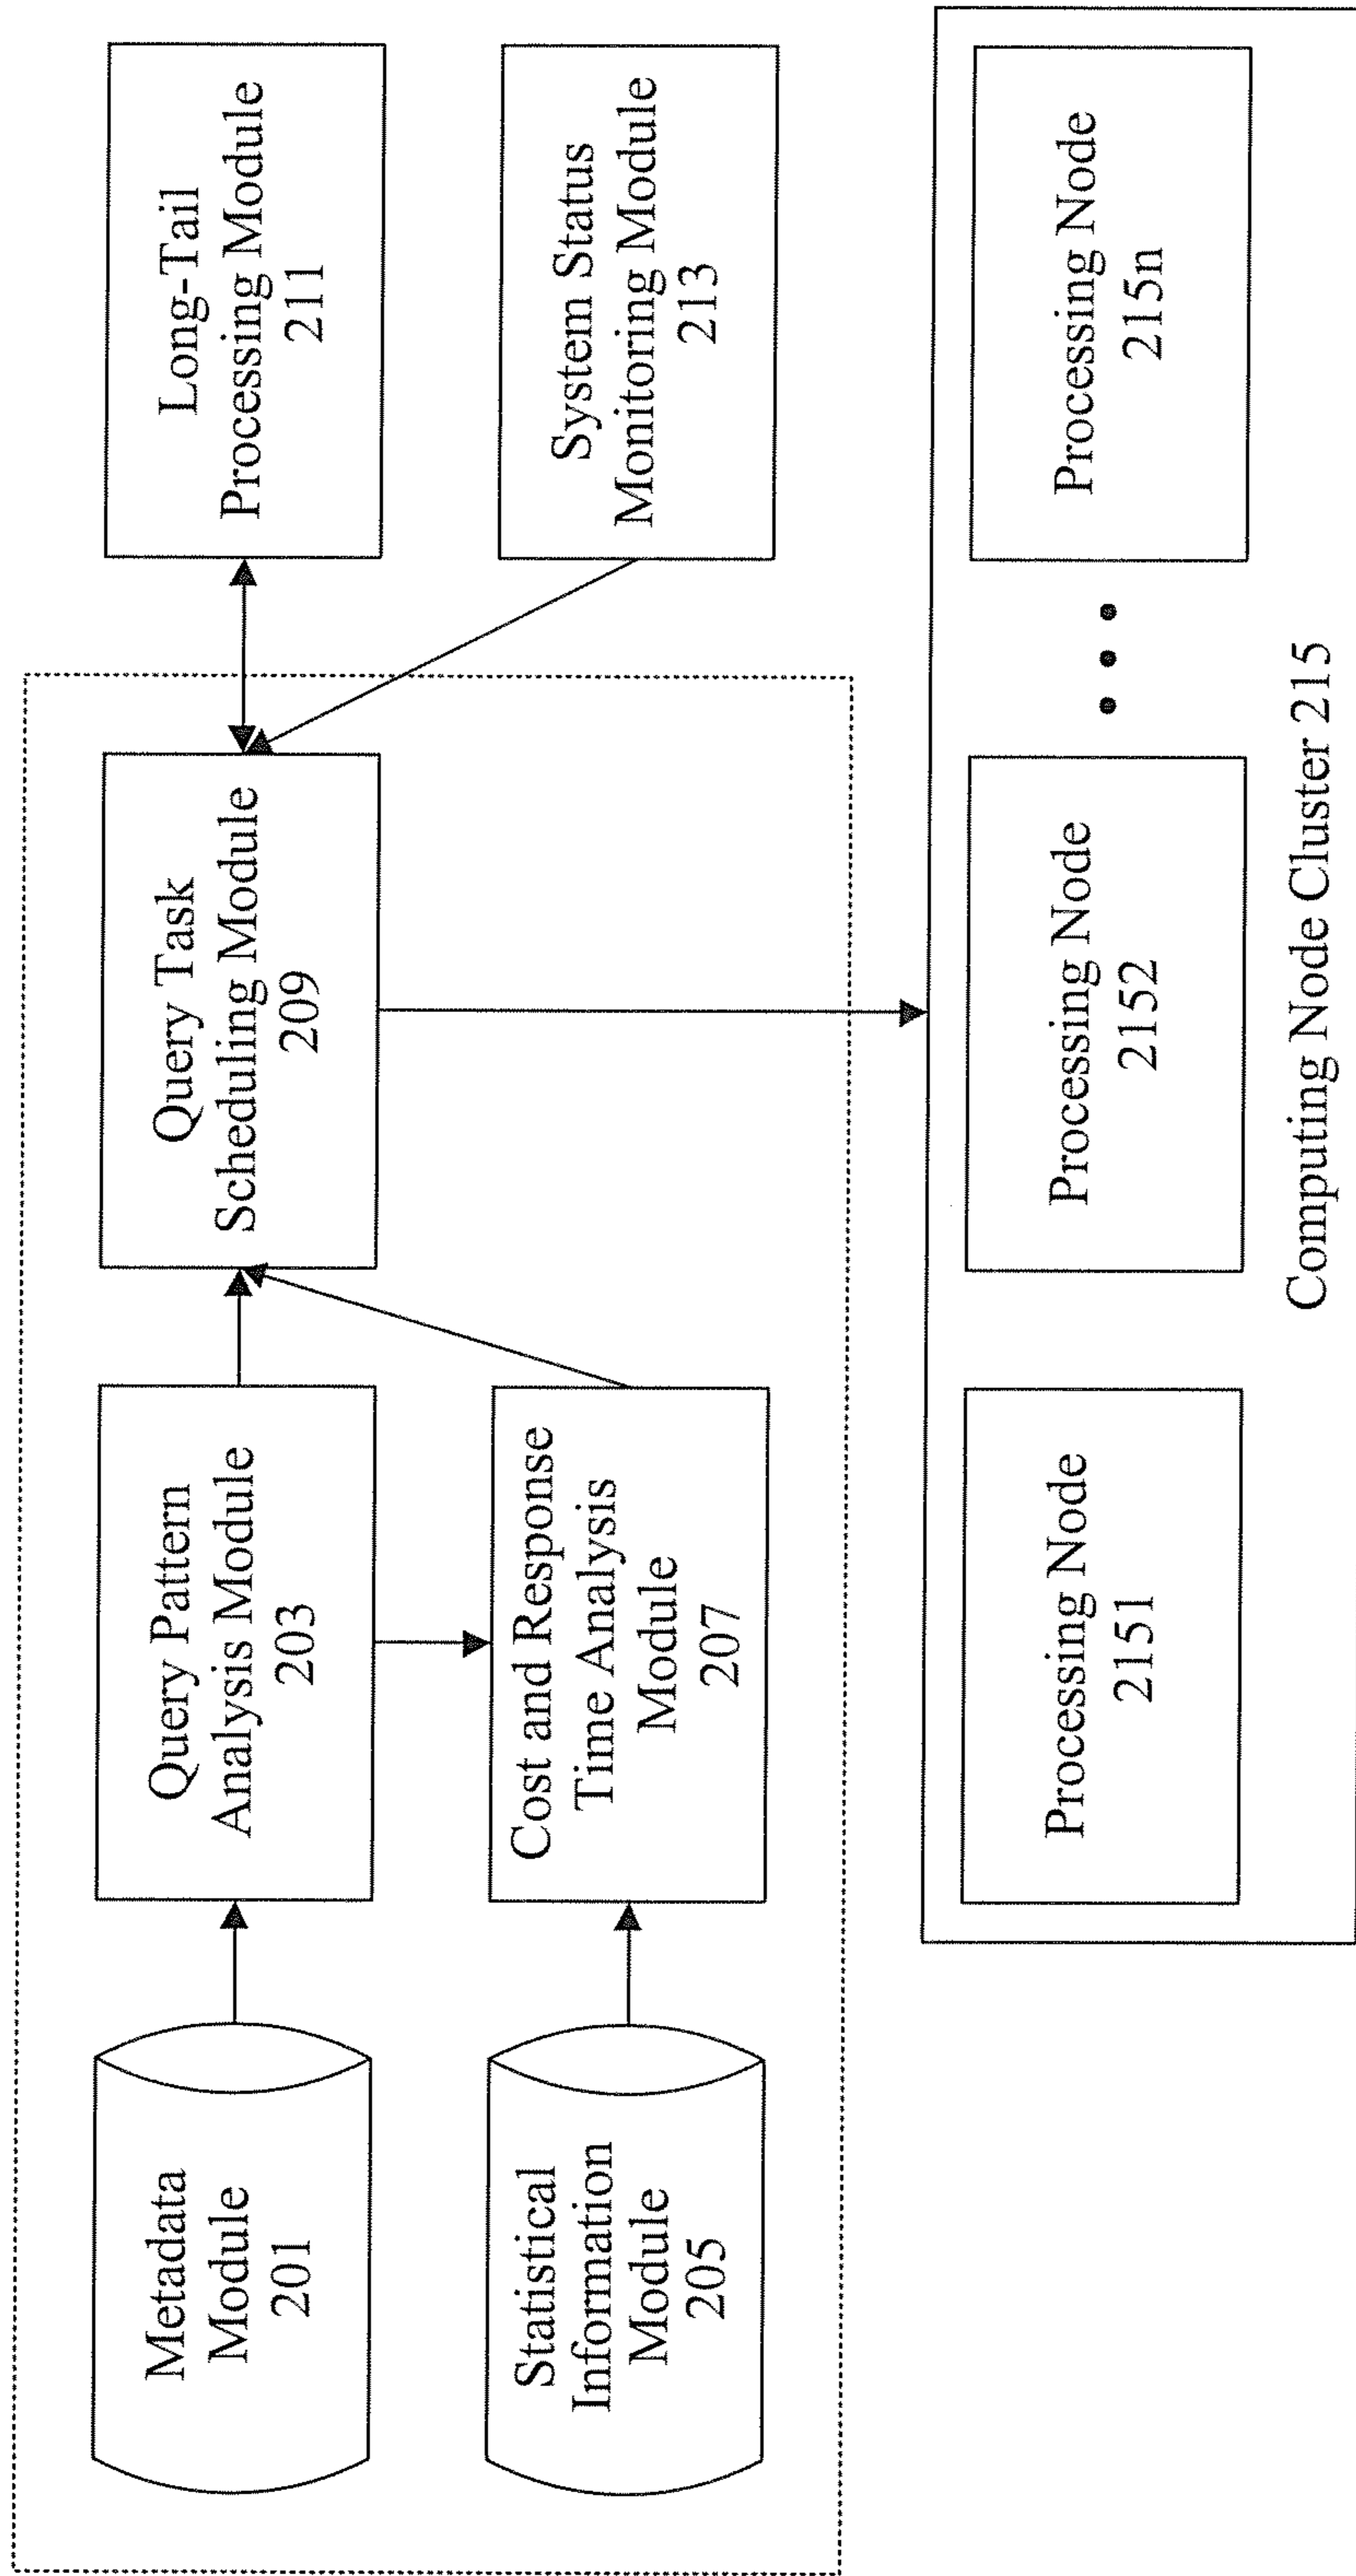 Metadata
Module
201
Query Pattern
Analysis Module
203
Query Task
Scheduling Module
209
Long-Tail
Processing Module
211
Statistical
Information
Module
205
Cost and Response
Time Analysis
Module
207
System Status
Monitoring Module
213
Processing Node
2151
Processing Node
2152
Processing Node
215n
Computing Node Cluster 215